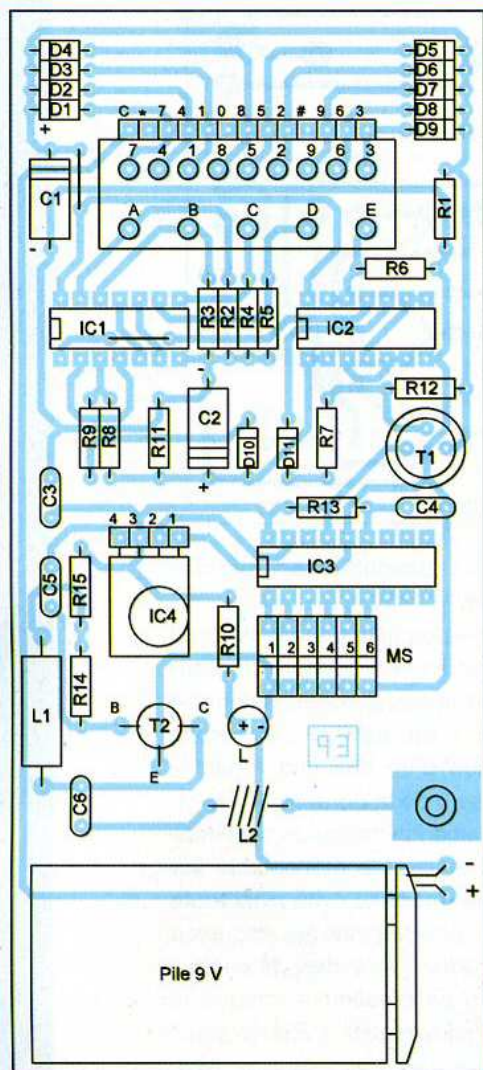 D4 D5
D3 D6
D2 D7
D1 D8
+ D9
C * 7 4 1 0 8 5 2 # 9 6 3
7 4 1 8 5 2 9 6 3
C1 R1
A B C D E
-
R6
R3 R2 R4 R5
IC1 IC2
-
R12
R9 R8 R11 C2 D10 D11 R7 T1
+
C3 R13 C4
4 3 2 1
C5 R15 IC4 IC3
R10
1 2 3 4 5 6 MS
L1 R14
B T2 C + -
L
E
EP
C6 L2
-
+
Pile 9 V